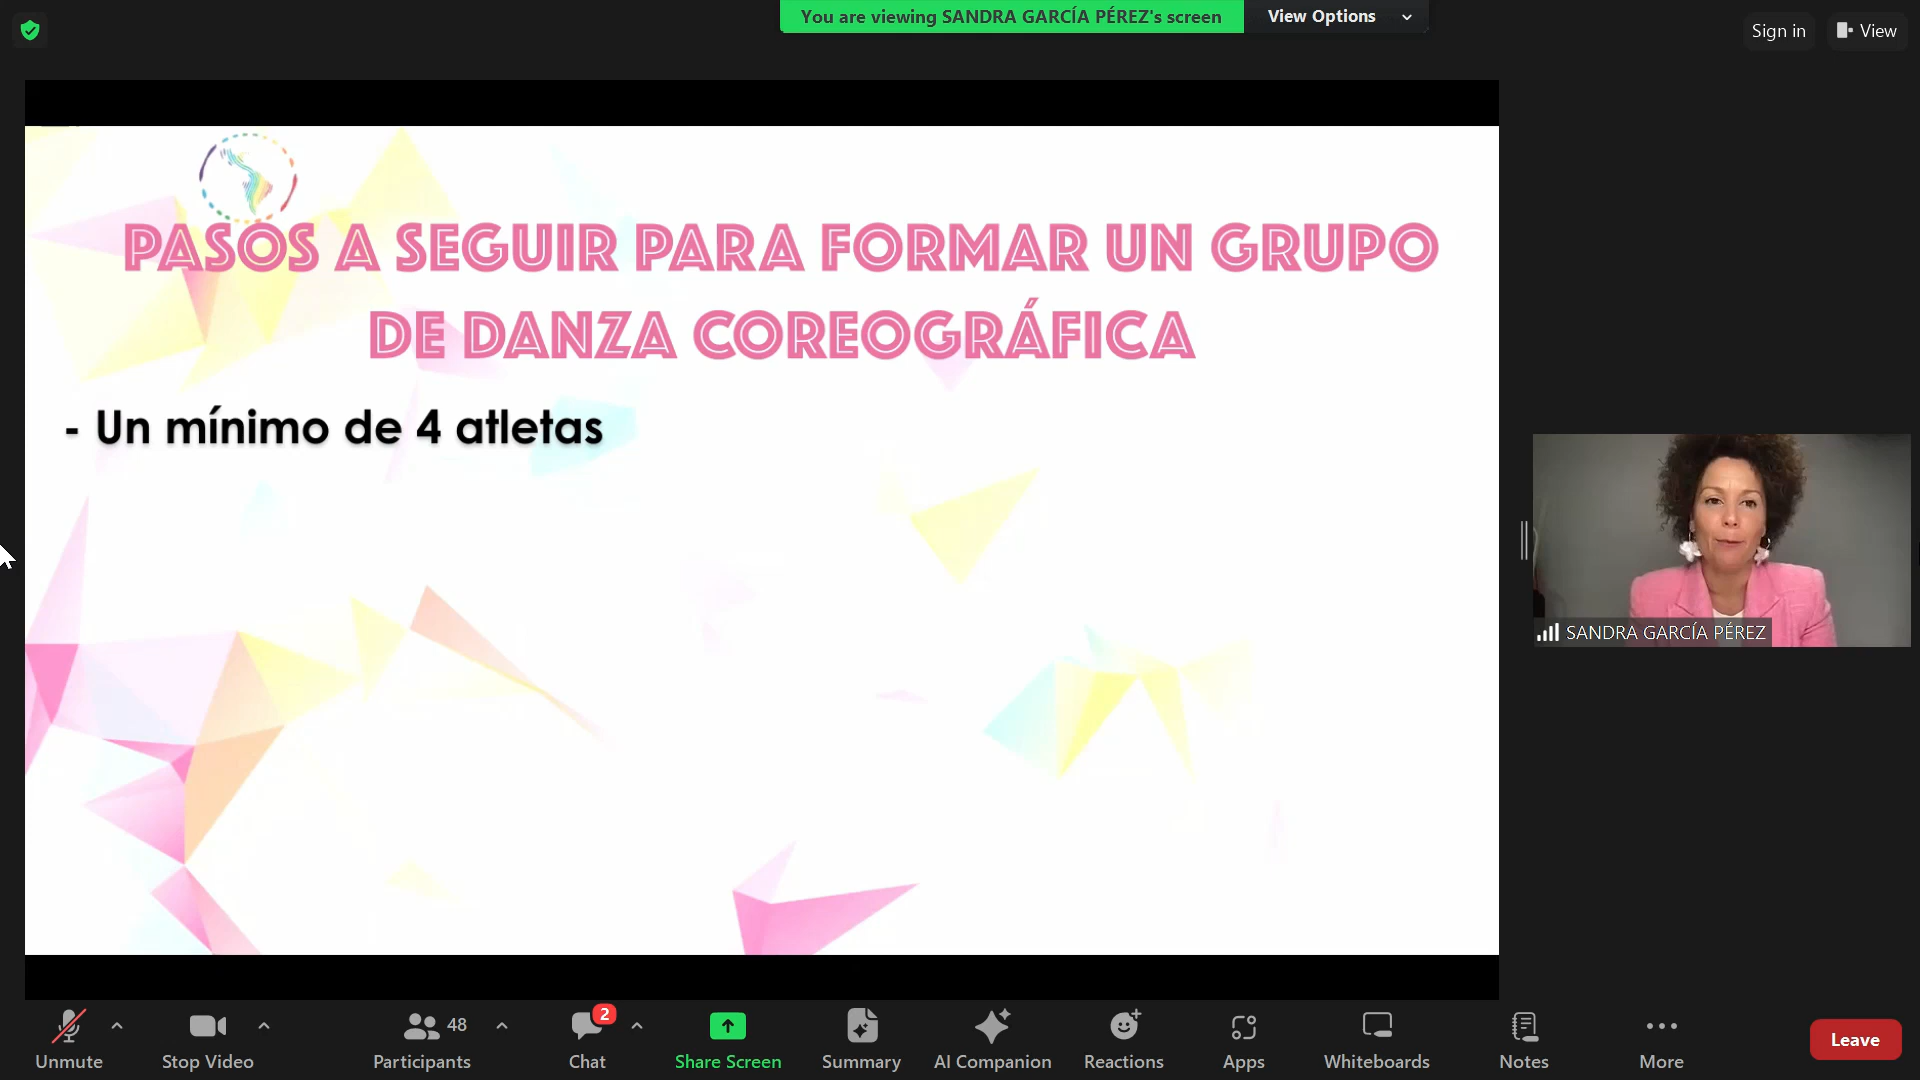 You are viewing SANDRA GARCÍA PÉREZ's screen
View Options
Sign in
View
PASOS A SEGUIR PARA FORMAR UN GRUPO
DE DANZA COREOGRÁFICA
- Un mínimo de 4 atletas
SANDRA GARCÍA PÉREZ
48
2
Unmute
Stop Video
Participants
Chat
Share Screen
Summary
AI Companion
Reactions
Apps
Whiteboards
Notes
More
Leave